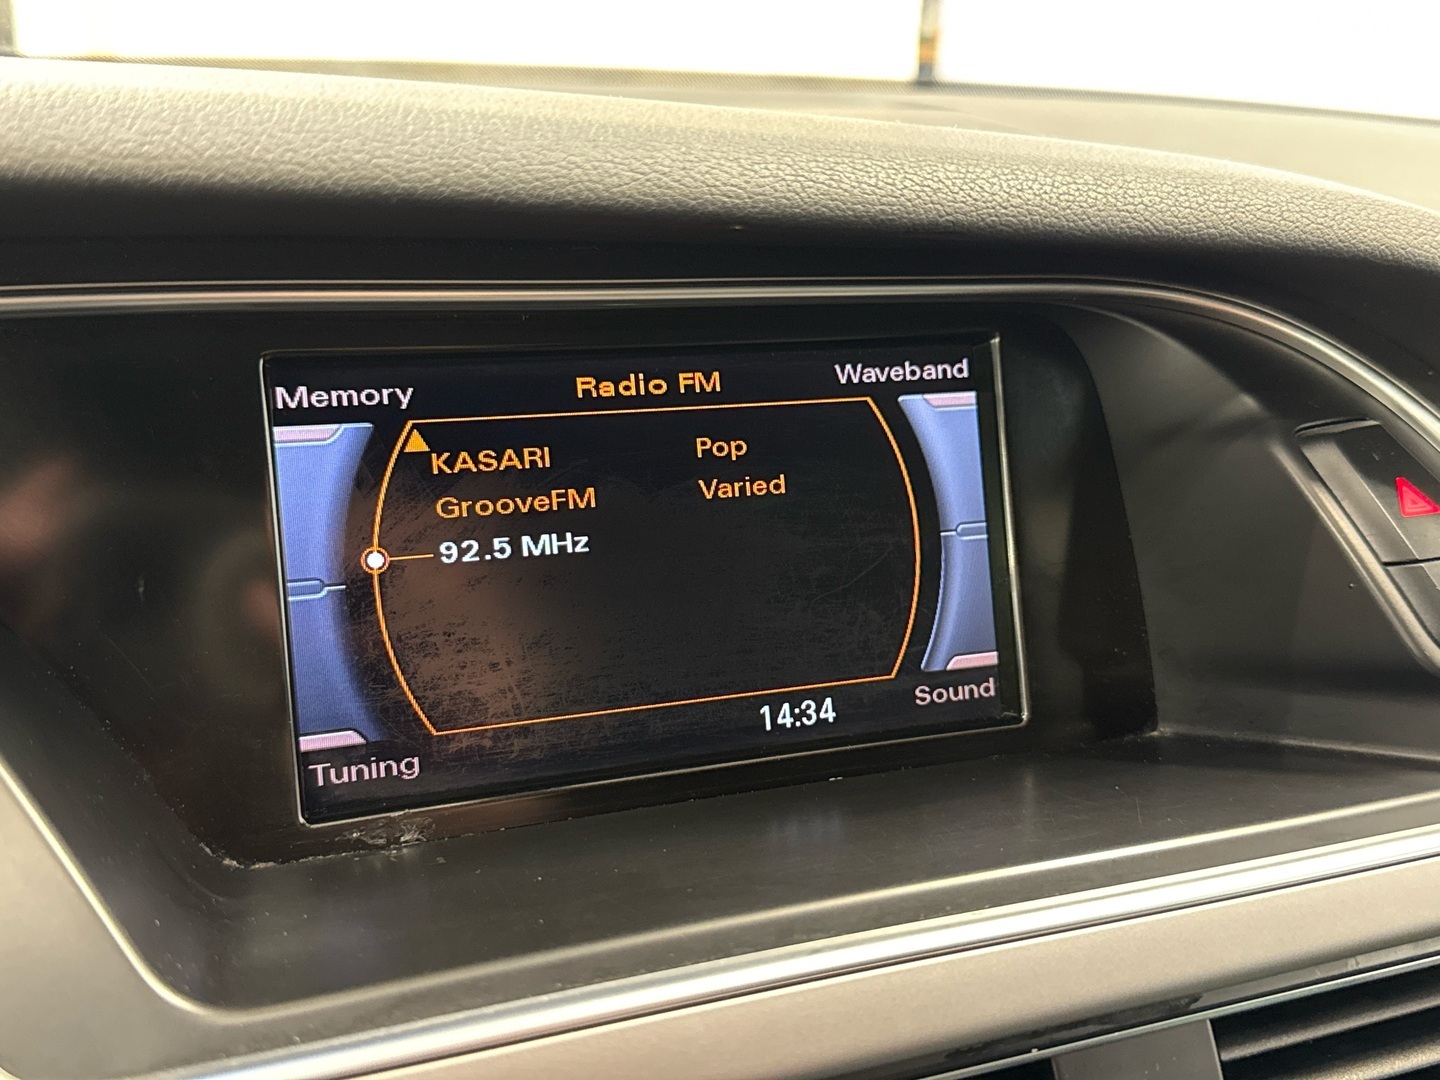 Memory
Radio FM
Waveband
KASARI Pop
GrooveFM Varied
92.5 MHz
14:34
Sound
Tuning